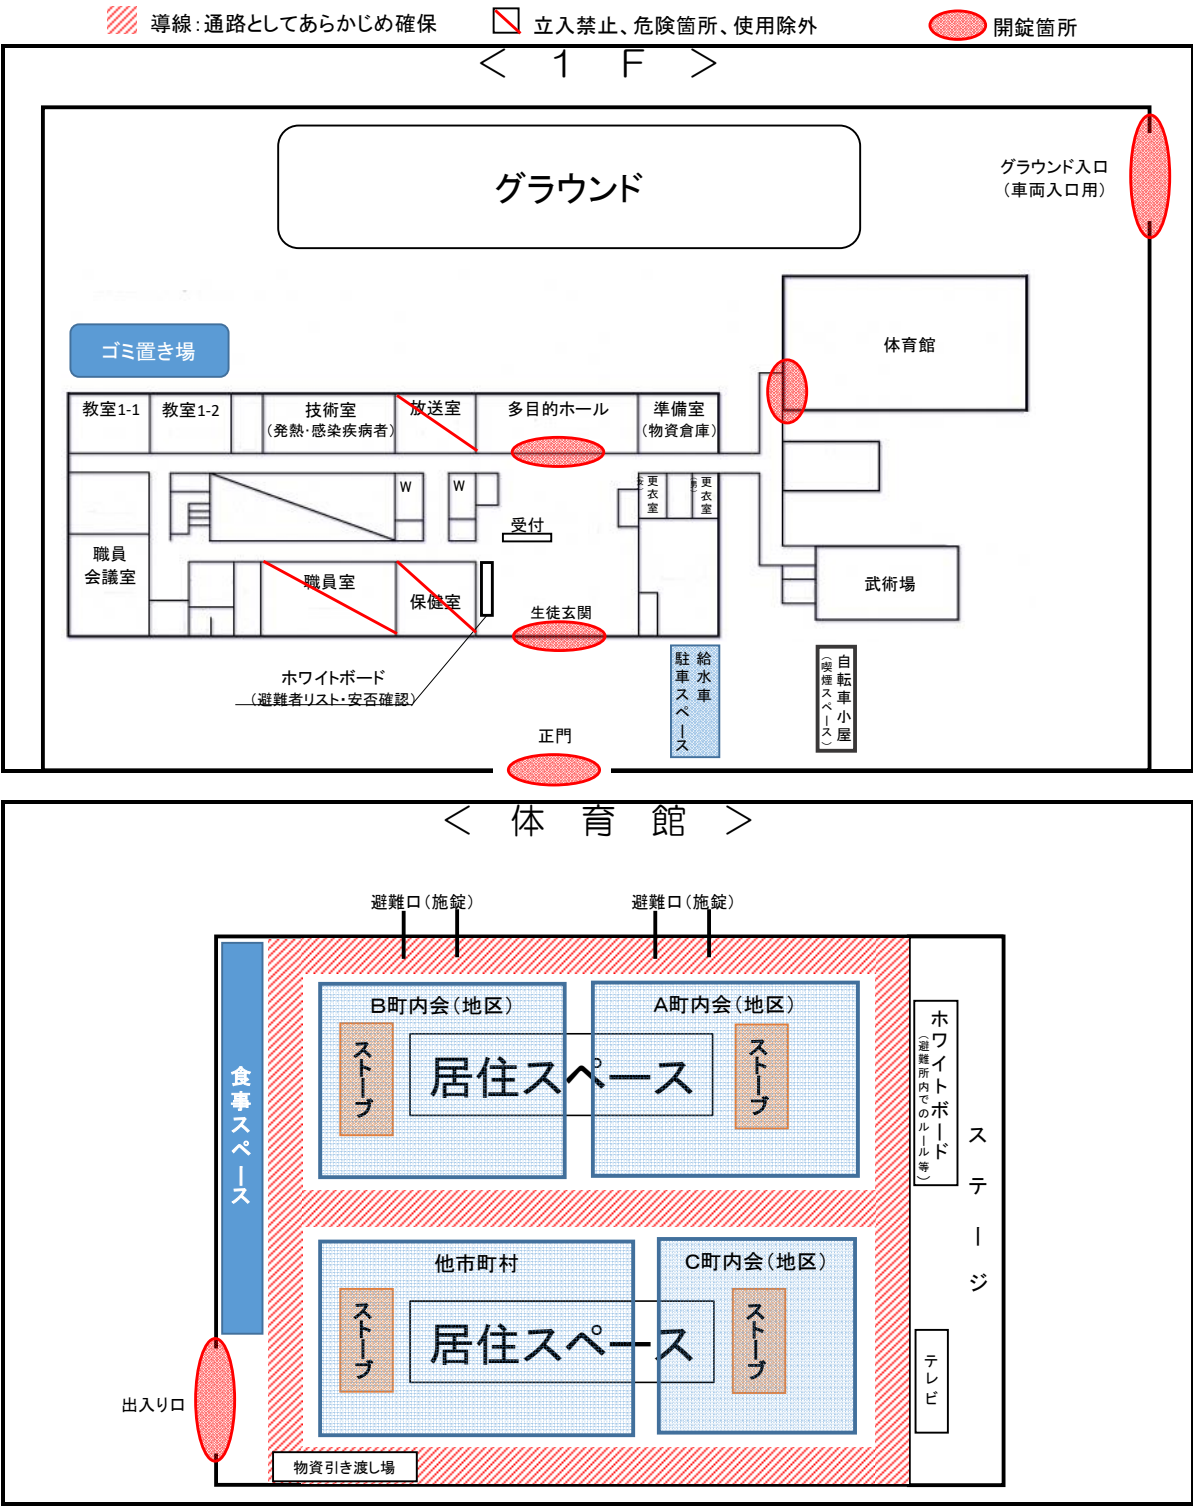 導線：通路としてあらかじめ確保
立入禁止、危険箇所、使用除外
開錠箇所
＜　１　Ｆ　＞
グラウンド
グラウンド入口
（車両入口用）
ゴミ置き場
体育館
教室1-1
教室1-2
技術室
（発熱・感染疾病者）
放送室
多目的ホール
準備室
（物資倉庫）
W
W
更衣室
（女）
更衣室
（男）
受付
職員
会議室
職員室
保健室
生徒玄関
武術場
ホワイトボード
（避難者リスト・安否確認）
給水車
駐車スペース
自転車小屋
（喫煙スペース）
正門
＜　体　育　館　＞
避難口（施錠）
避難口（施錠）
B町内会（地区）
A町内会（地区）
ストーブ
居住スペース
ストーブ
食事スペース
ホワイトボード
（避難所内でのルール等）
ステージ
他市町村
C町内会（地区）
ストーブ
居住スペース
ストーブ
テレビ
出入り口
物資引き渡し場